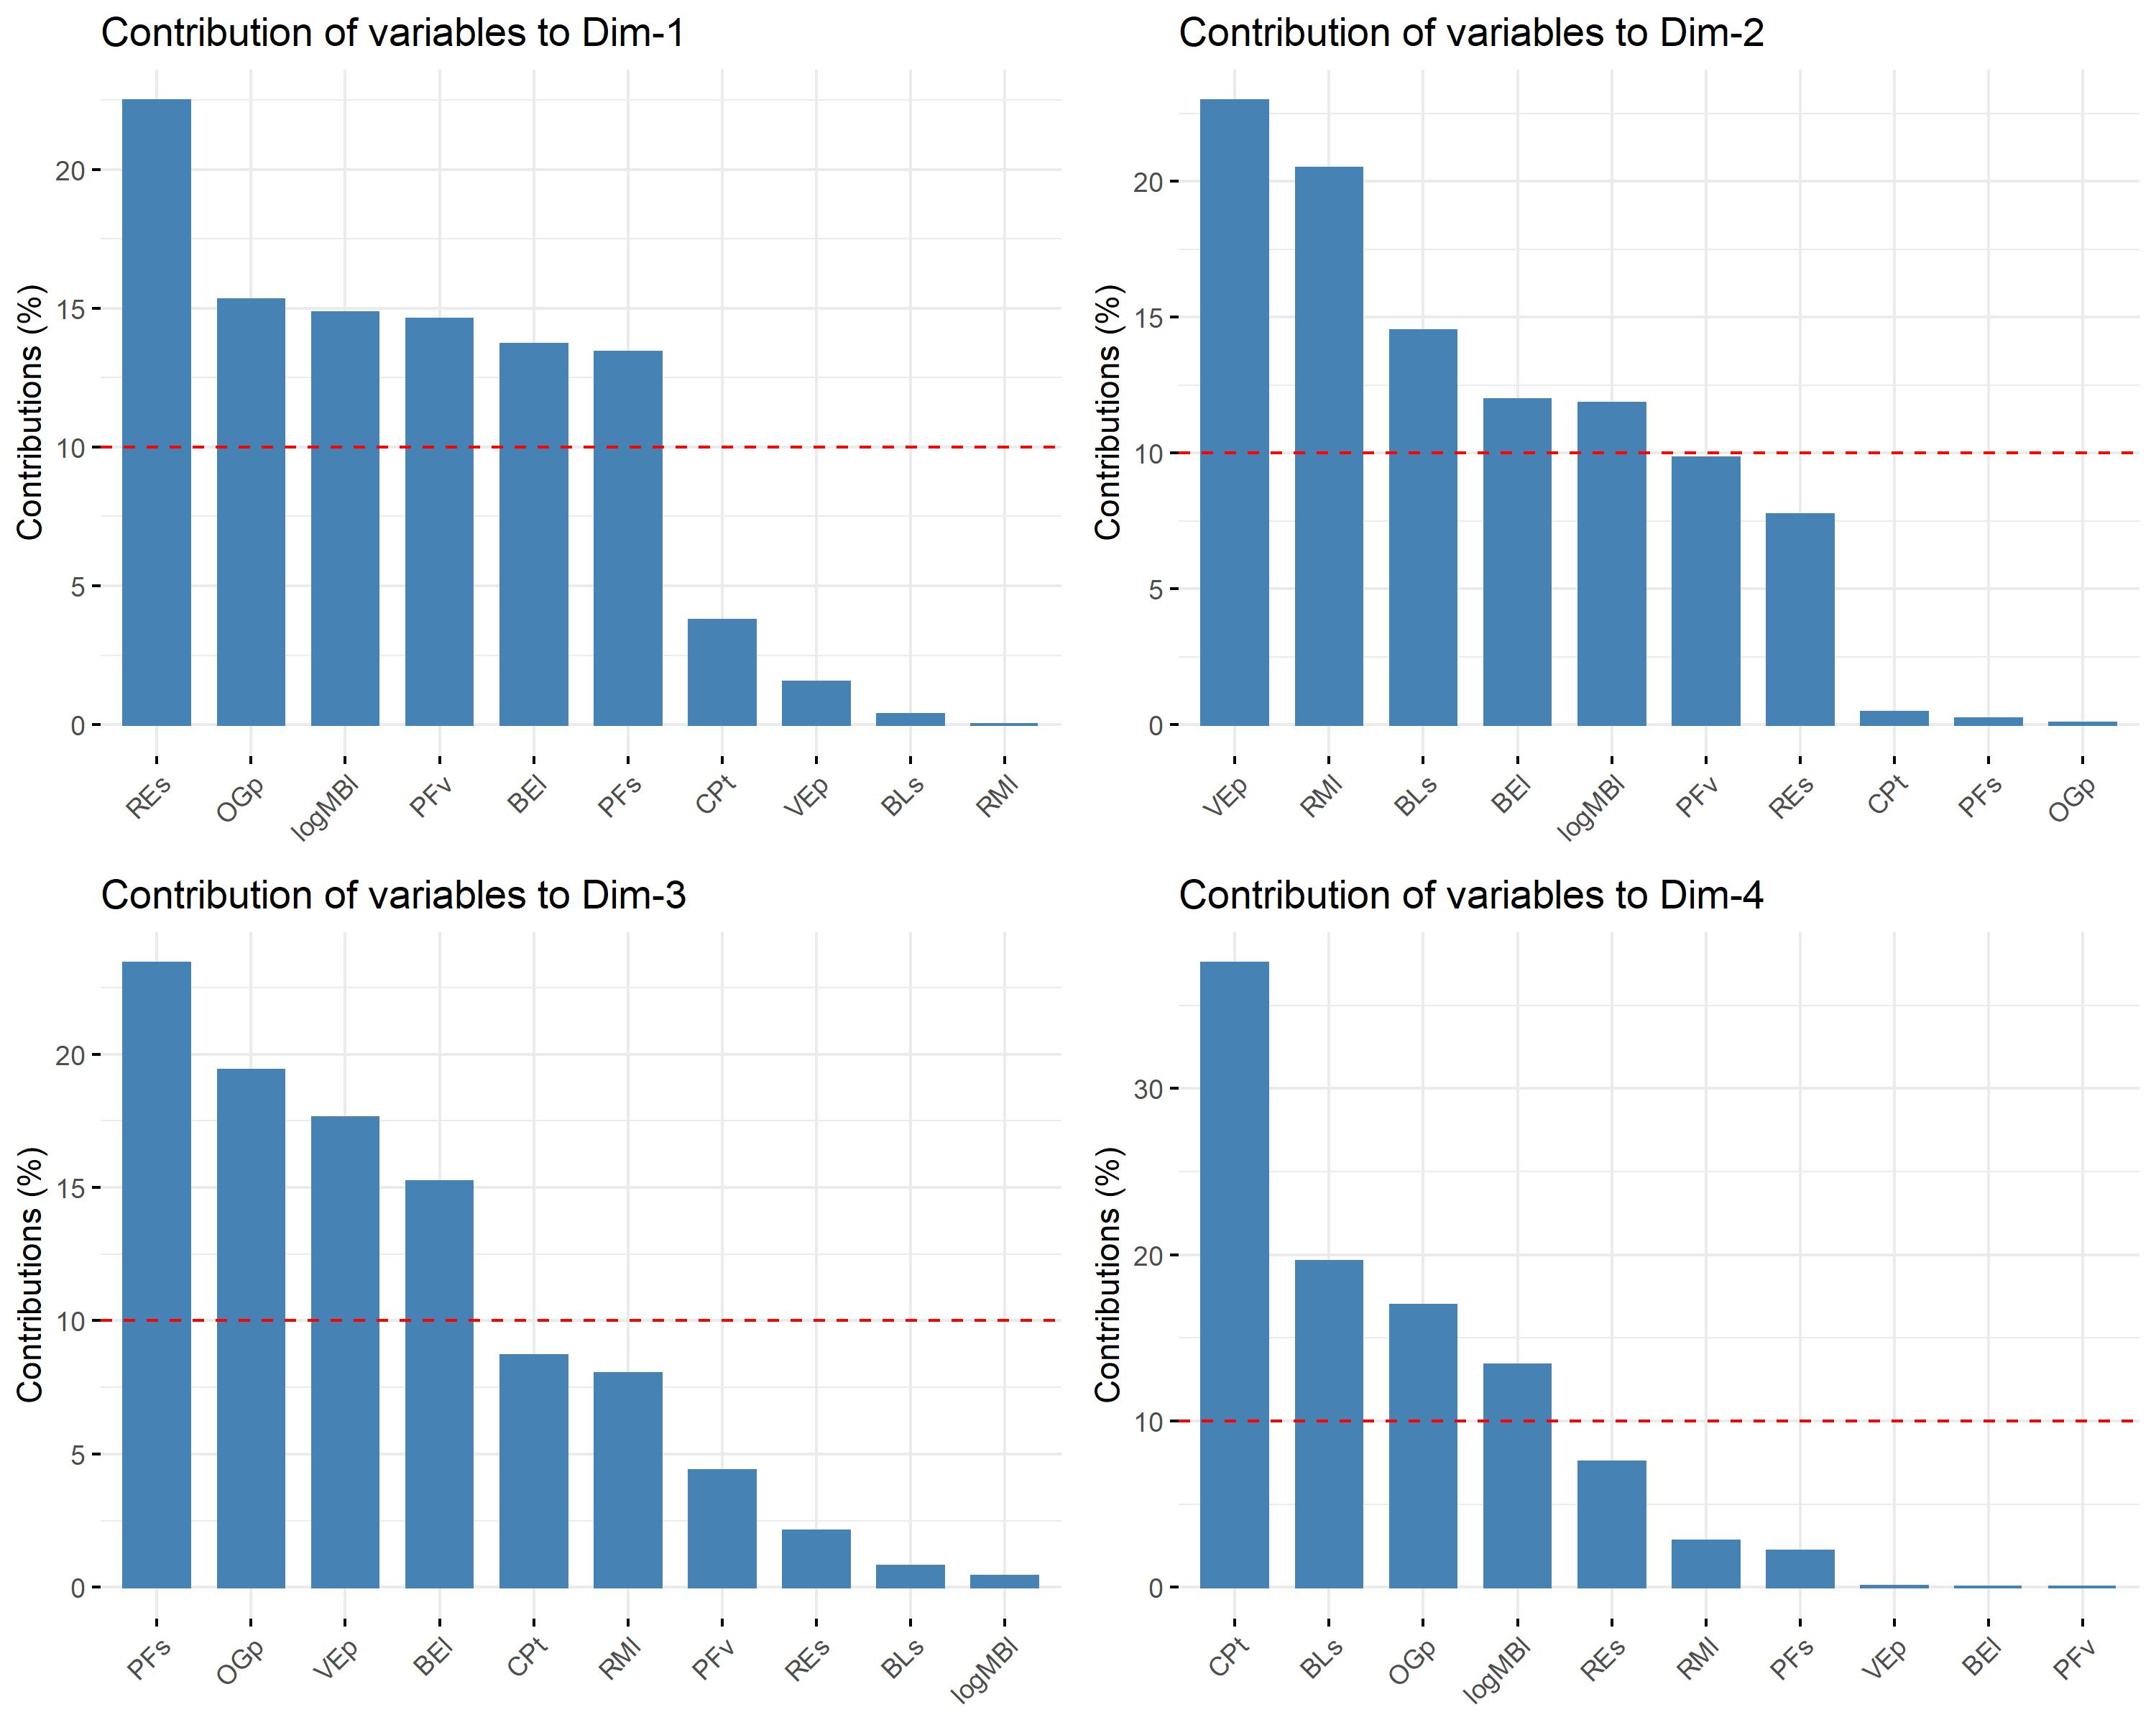 Contribution of variables to Dim-1
Contributions (%)
20
15
10
5
0
REs OGp logMBl PFv BEl PFs CPt VEp BLs RMl
Contribution of variables to Dim-2
Contributions (%)
20
15
10
5
0
VEp RMl BLs BEl logMBl PFv REs CPt PFs OGp
Contribution of variables to Dim-3
Contributions (%)
20
15
10
5
0
PFs OGp VEp BEl CPt RMl PFv REs BLs logMBl
Contribution of variables to Dim-4
Contributions (%)
30
20
10
0
CPt BLs OGp logMBl REs RMl PFs VEp BEl PFv